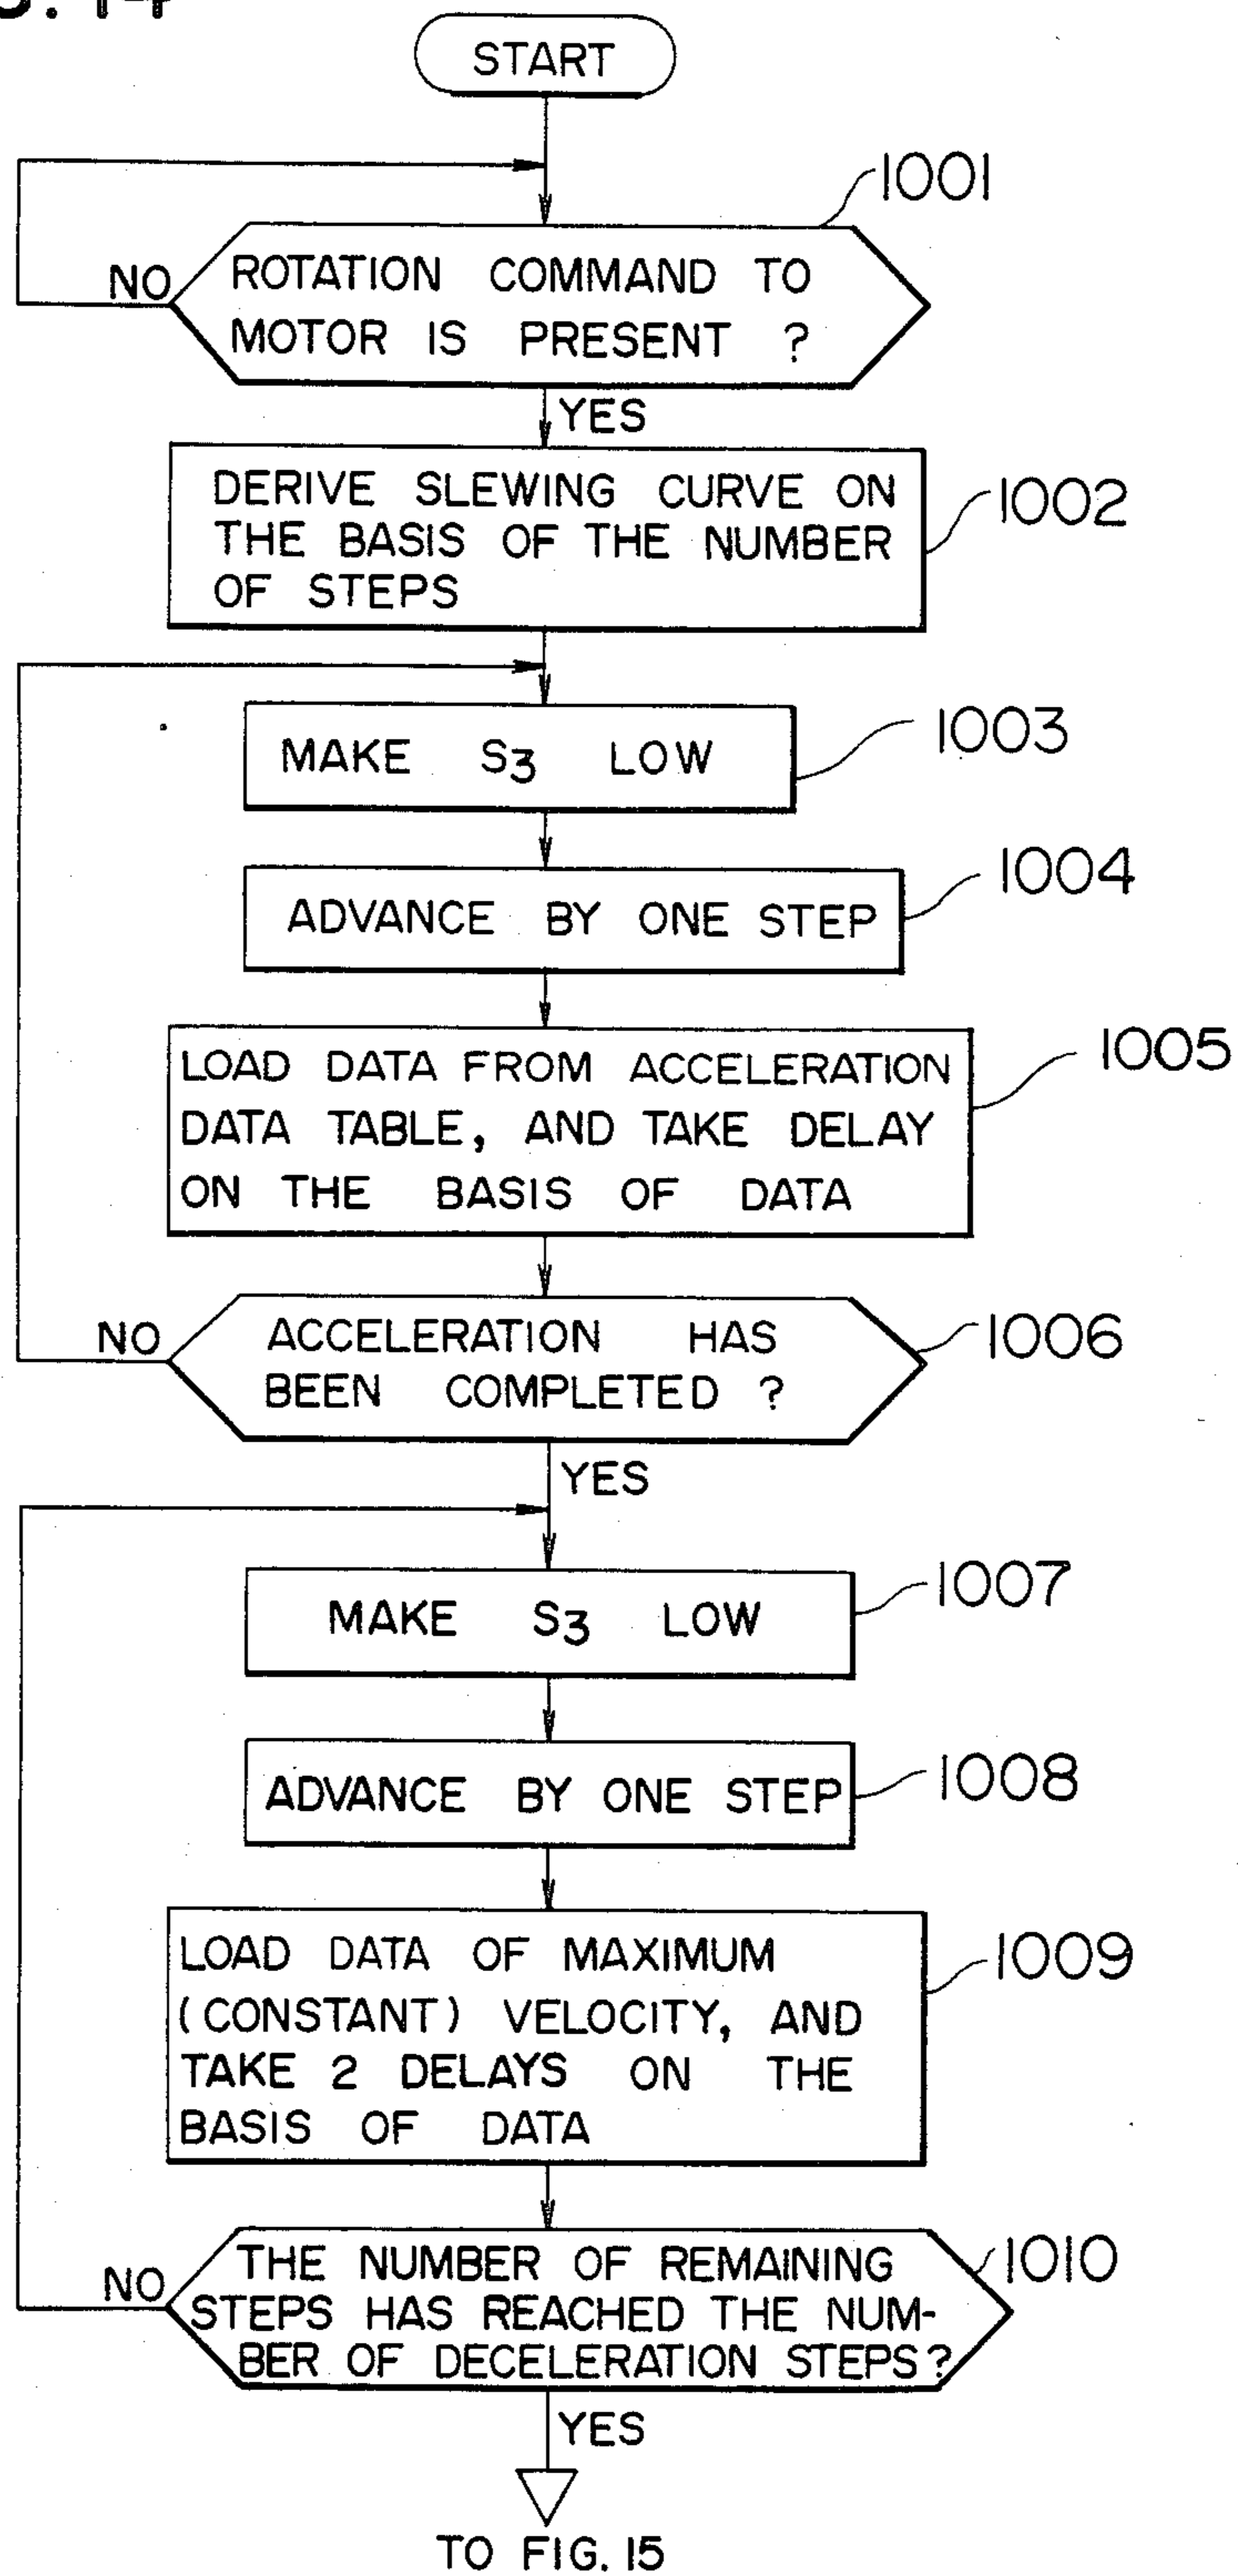 START
1001
NO
ROTATION COMMAND TO
MOTOR IS PRESENT ?
YES
DERIVE SLEWING CURVE ON
THE BASIS OF THE NUMBER
OF STEPS
1002
MAKE S3 LOW
1003
ADVANCE BY ONE STEP
1004
LOAD DATA FROM ACCELERATION
DATA TABLE, AND TAKE DELAY
ON THE BASIS OF DATA
1005
NO
ACCELERATION HAS
BEEN COMPLETED ?
1006
YES
MAKE S3 LOW
1007
ADVANCE BY ONE STEP
1008
LOAD DATA OF MAXIMUM
(CONSTANT) VELOCITY, AND
TAKE 2 DELAYS ON THE
BASIS OF DATA
1009
NO
THE NUMBER OF REMAINING
STEPS HAS REACHED THE NUM-
BER OF DECELERATION STEPS?
1010
YES
TO FIG. 15